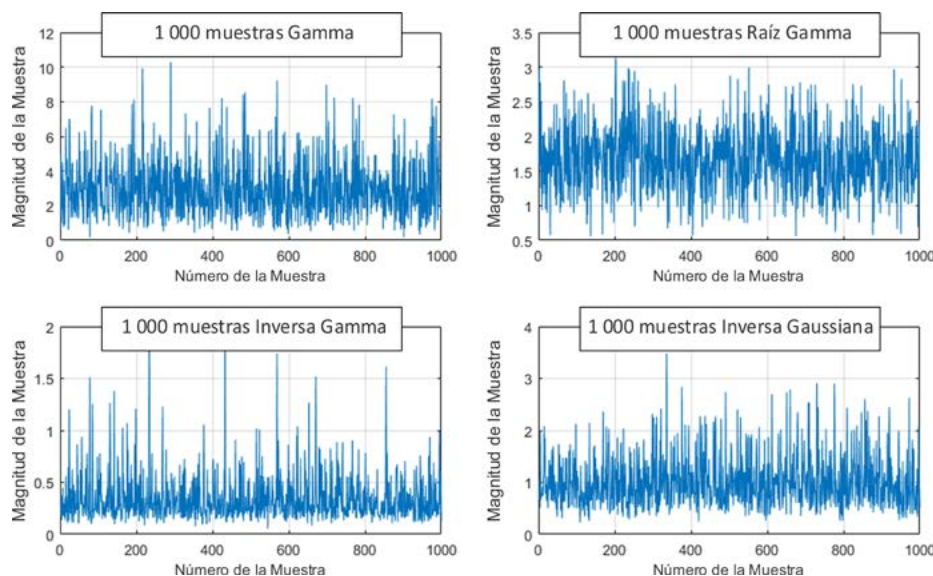 1 000 muestras Gamma
12
10
8
6
4
2
0
Magnitud de la Muestra
0 200 400 600 800 1000
Número de la Muestra
1 000 muestras Raíz Gamma
3.5
3
2.5
2
1.5
1
0.5
Magnitud de la Muestra
0 200 400 600 800 1000
Número de la Muestra
1 000 muestras Inversa Gamma
2
1.5
1
0.5
0
Magnitud de la Muestra
0 200 400 600 800 1000
Número de la Muestra
1 000 muestras Inversa Gaussiana
4
3
2
1
0
Magnitud de la Muestra
0 200 400 600 800 1000
Número de la Muestra